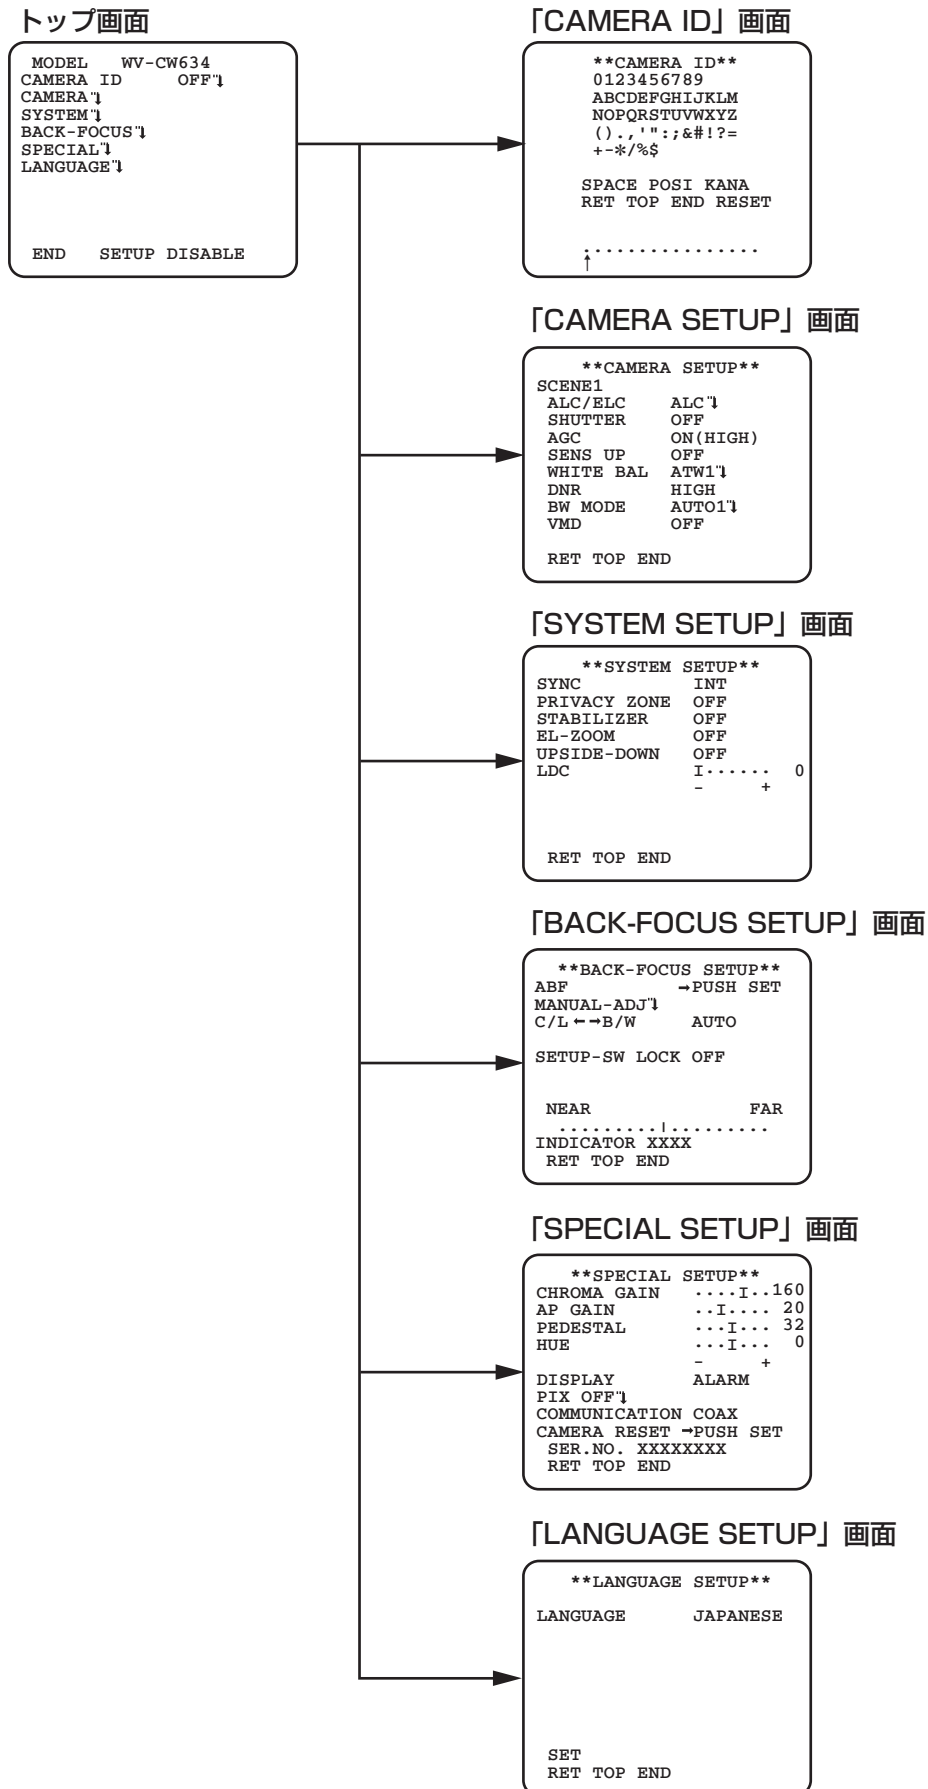 トップ画面
MODEL WV-CW634
CAMERA ID OFF
CAMERA
SYSTEM
BACK-FOCUS
SPECIAL
LANGUAGE
END SETUP DISABLE
「CAMERA ID」画面
**CAMERA ID**
0123456789
ABCDEFGHIJKLM
NOPQRSTUVWXYZ
().,'":;&#!?=
+-*/%$
SPACE POSI KANA
RET TOP END RESET
................
↑
「CAMERA SETUP」画面
**CAMERA SETUP**
SCENE1
ALC/ELC ALC
SHUTTER OFF
AGC ON(HIGH)
SENS UP OFF
WHITE BAL ATW1
DNR HIGH
BW MODE AUTO1
VMD OFF
RET TOP END
「SYSTEM SETUP」画面
**SYSTEM SETUP**
SYNC INT
PRIVACY ZONE OFF
STABILIZER OFF
EL-ZOOM OFF
UPSIDE-DOWN OFF
LDC I...... 0
- +
RET TOP END
「BACK-FOCUS SETUP」画面
**BACK-FOCUS SETUP**
ABF →PUSH SET
MANUAL-ADJ
C/L←→B/W AUTO
SETUP-SW LOCK OFF
NEAR FAR
.........I.........
INDICATOR XXXX
RET TOP END
「SPECIAL SETUP」画面
**SPECIAL SETUP**
CHROMA GAIN ....I..160
AP GAIN ..I.... 20
PEDESTAL ...I... 32
HUE ...I... 0
- +
DISPLAY ALARM
PIX OFF
COMMUNICATION COAX
CAMERA RESET →PUSH SET
SER.NO. XXXXXXXX
RET TOP END
「LANGUAGE SETUP」画面
**LANGUAGE SETUP**
LANGUAGE JAPANESE
SET
RET TOP END